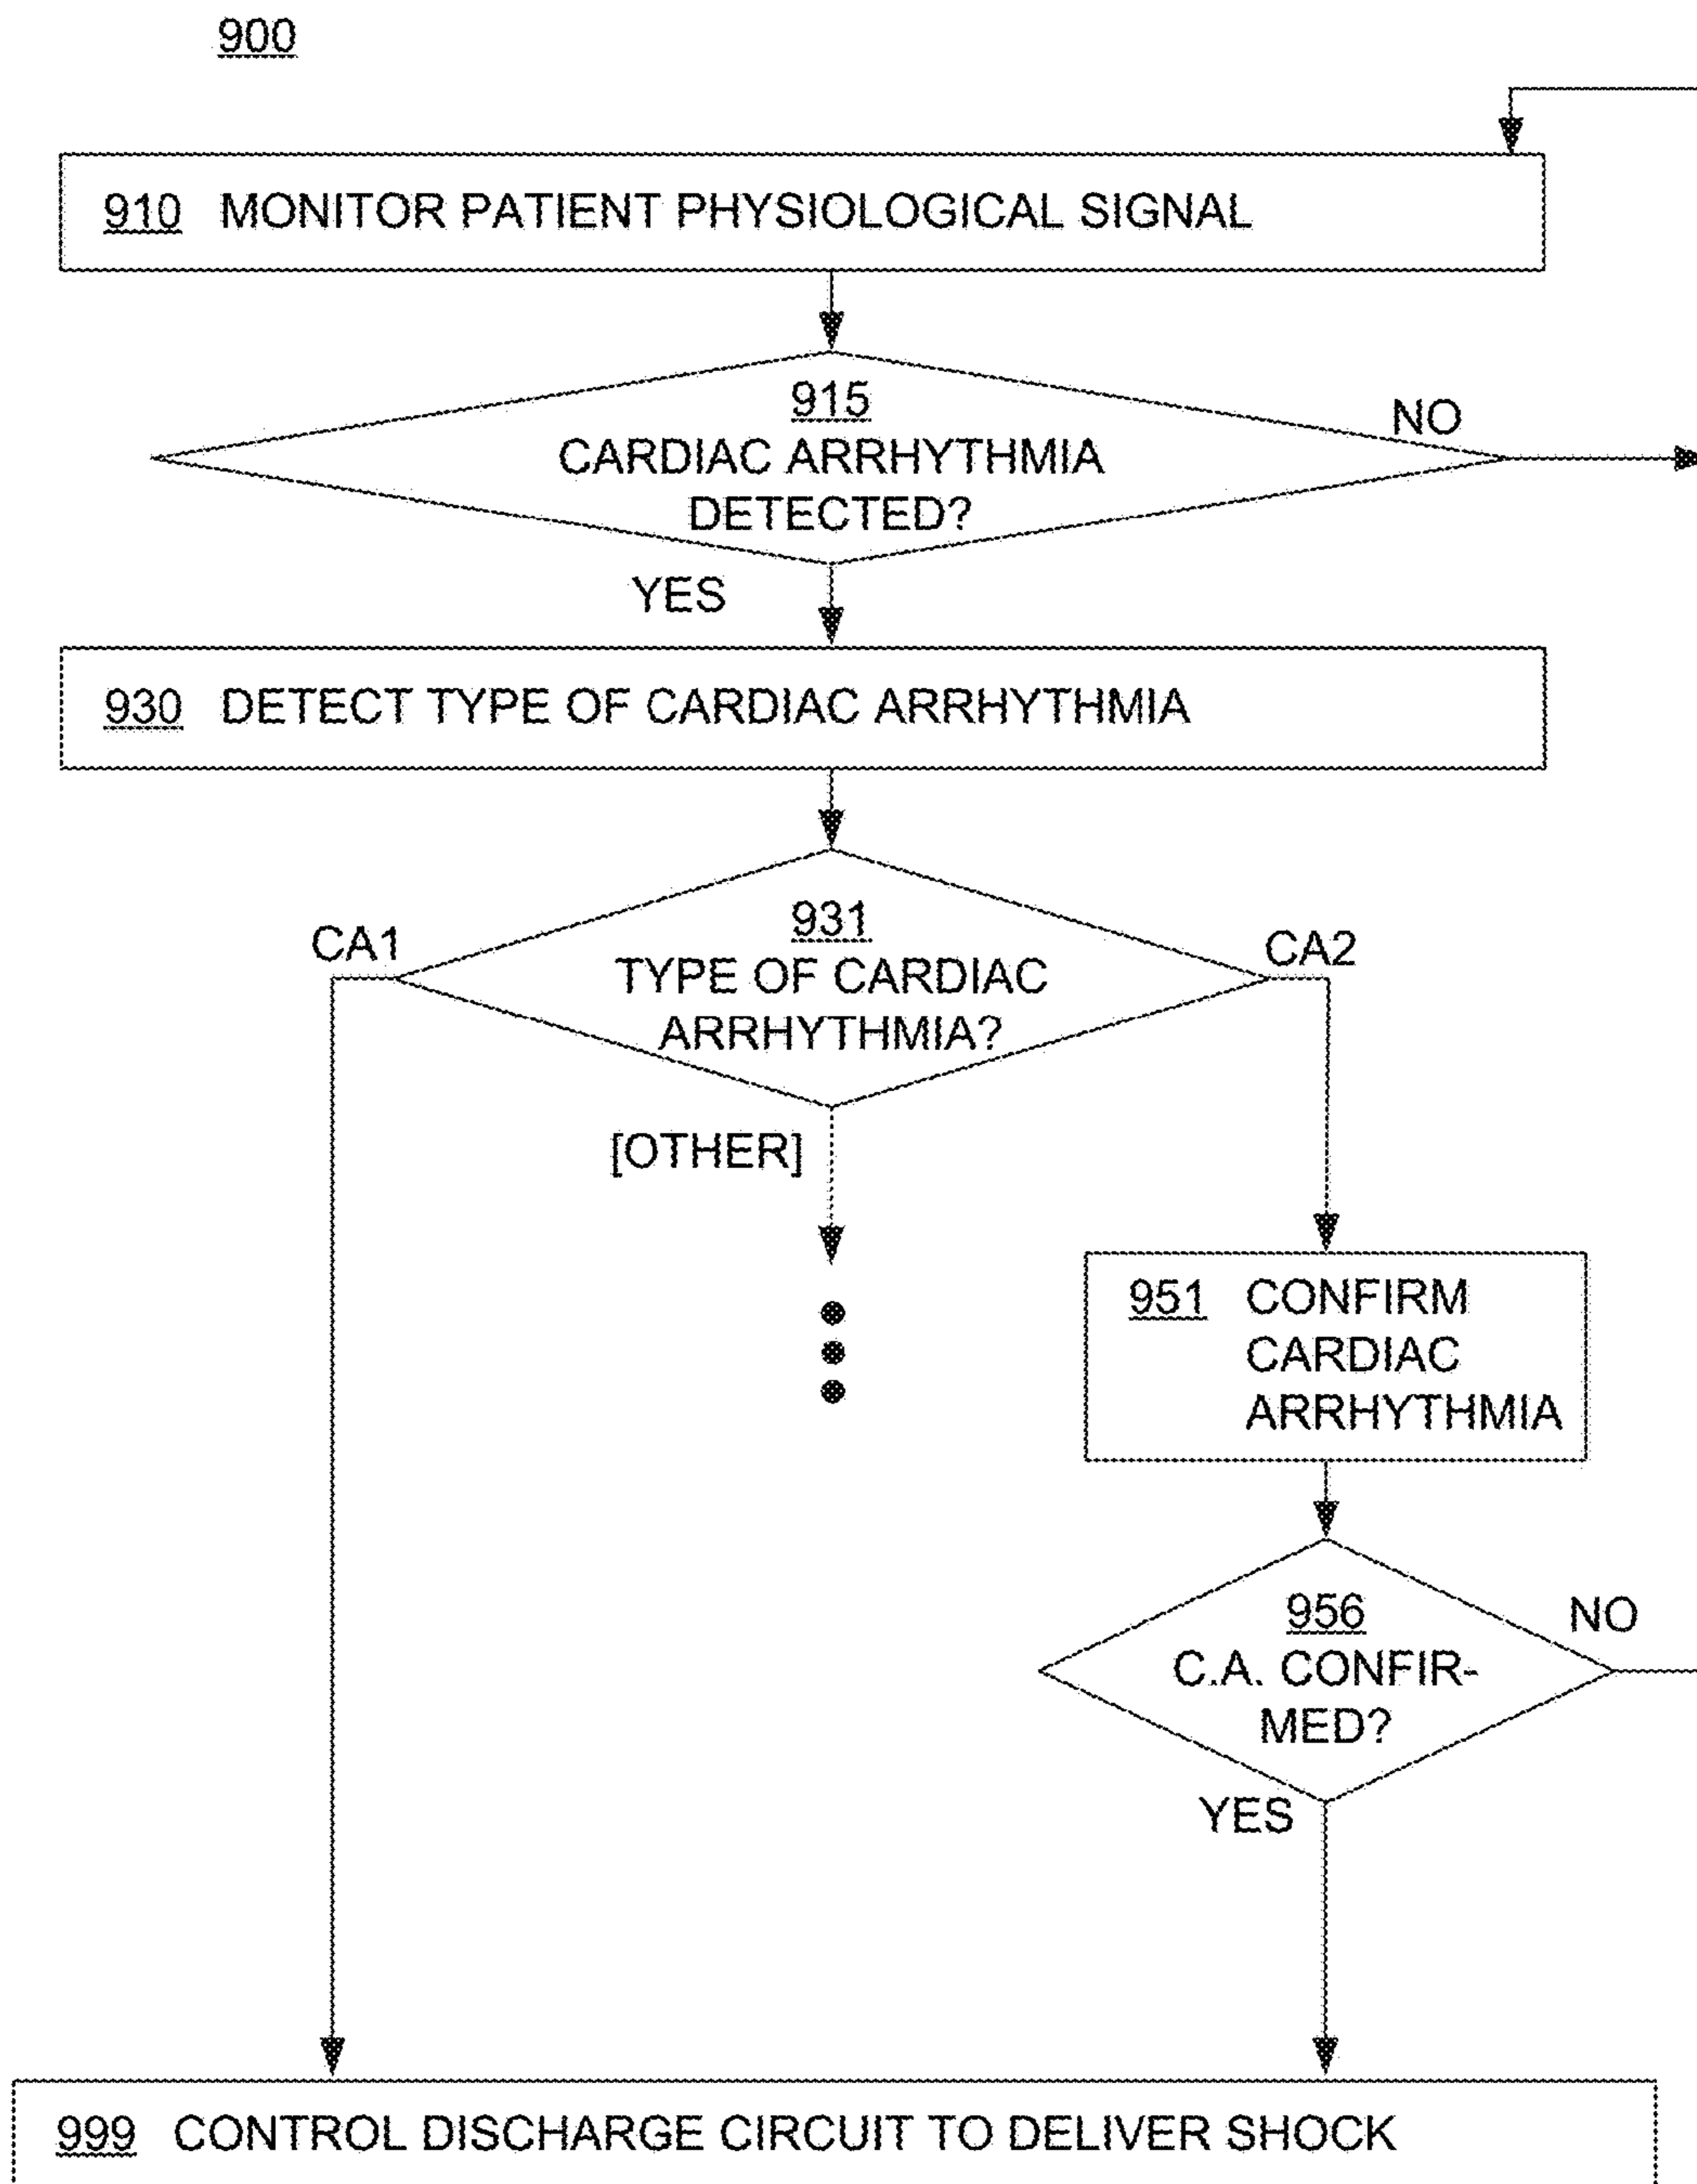 900
910 MONITOR PATIENT PHYSIOLOGICAL SIGNAL
915
CARDIAC ARRHYTHMIA
DETECTED?
NO
YES
930 DETECT TYPE OF CARDIAC ARRHYTHMIA
931
TYPE OF CARDIAC
ARRHYTHMIA?
CA1
CA2
[OTHER]
951 CONFIRM
CARDIAC
ARRHYTHMIA
956
C.A. CONFIR-
MED?
NO
YES
999 CONTROL DISCHARGE CIRCUIT TO DELIVER SHOCK